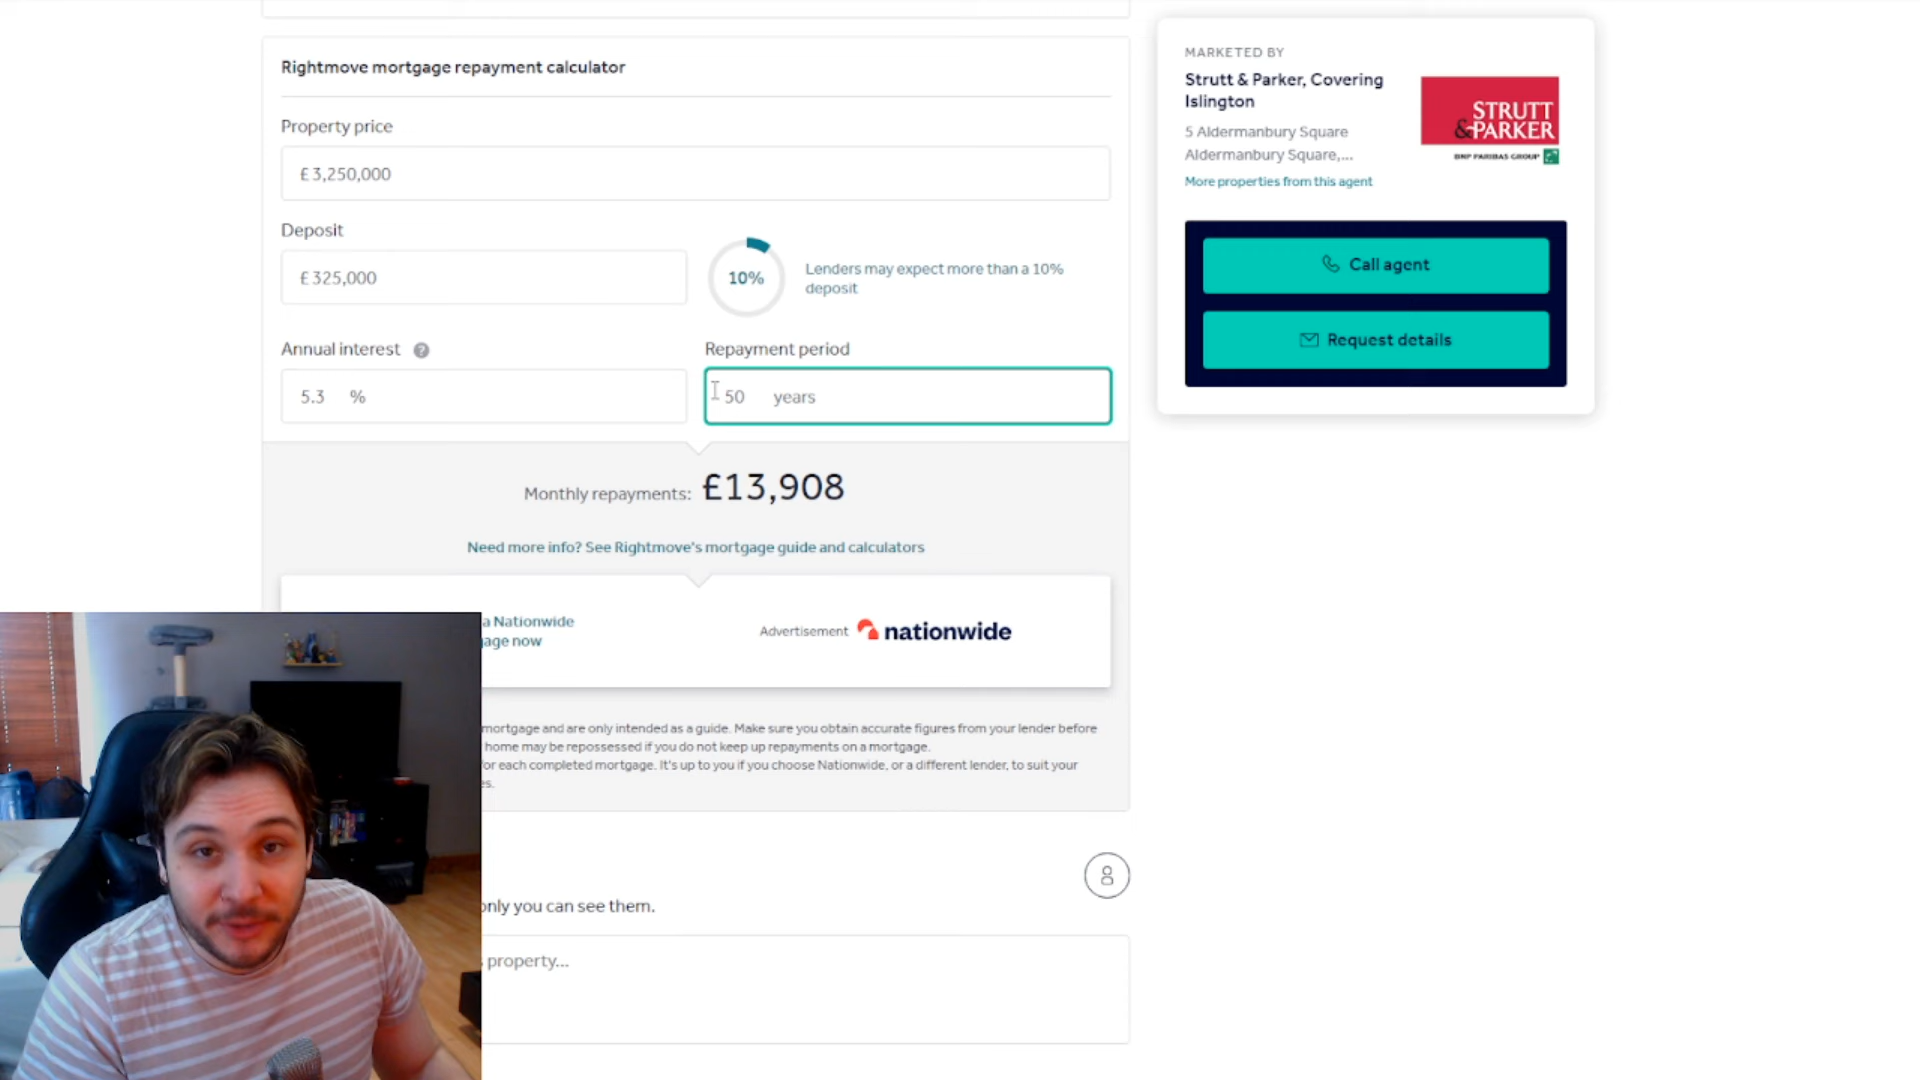 Rightmove mortgage repayment calculator
Property price
£3,250,000
Deposit
£325,000
10%
Lenders may expect more than a 10%
deposit
Annual interest ?
Repayment period
5.3 %
50 years
Monthly repayments: £13,908
Need more info? See Rightmove's mortgage guide and calculators
a Nationwide
age now
Advertisement nationwide
mortgage and are only intended as a guide. Make sure you obtain accurate figures from your lender before
home may be repossessed if you do not keep up repayments on a mortgage.
or each completed mortgage. It's up to you if you choose Nationwide, or a different lender, to suit your
es.
only you can see them.
property...
MARKETED BY
Strutt & Parker, Covering
Islington
5 Aldermanbury Square
Aldermanbury Square,...
More properties from this agent
STRUTT
&PARKER
BNP PARIBAS GROUP
Call agent
Request details